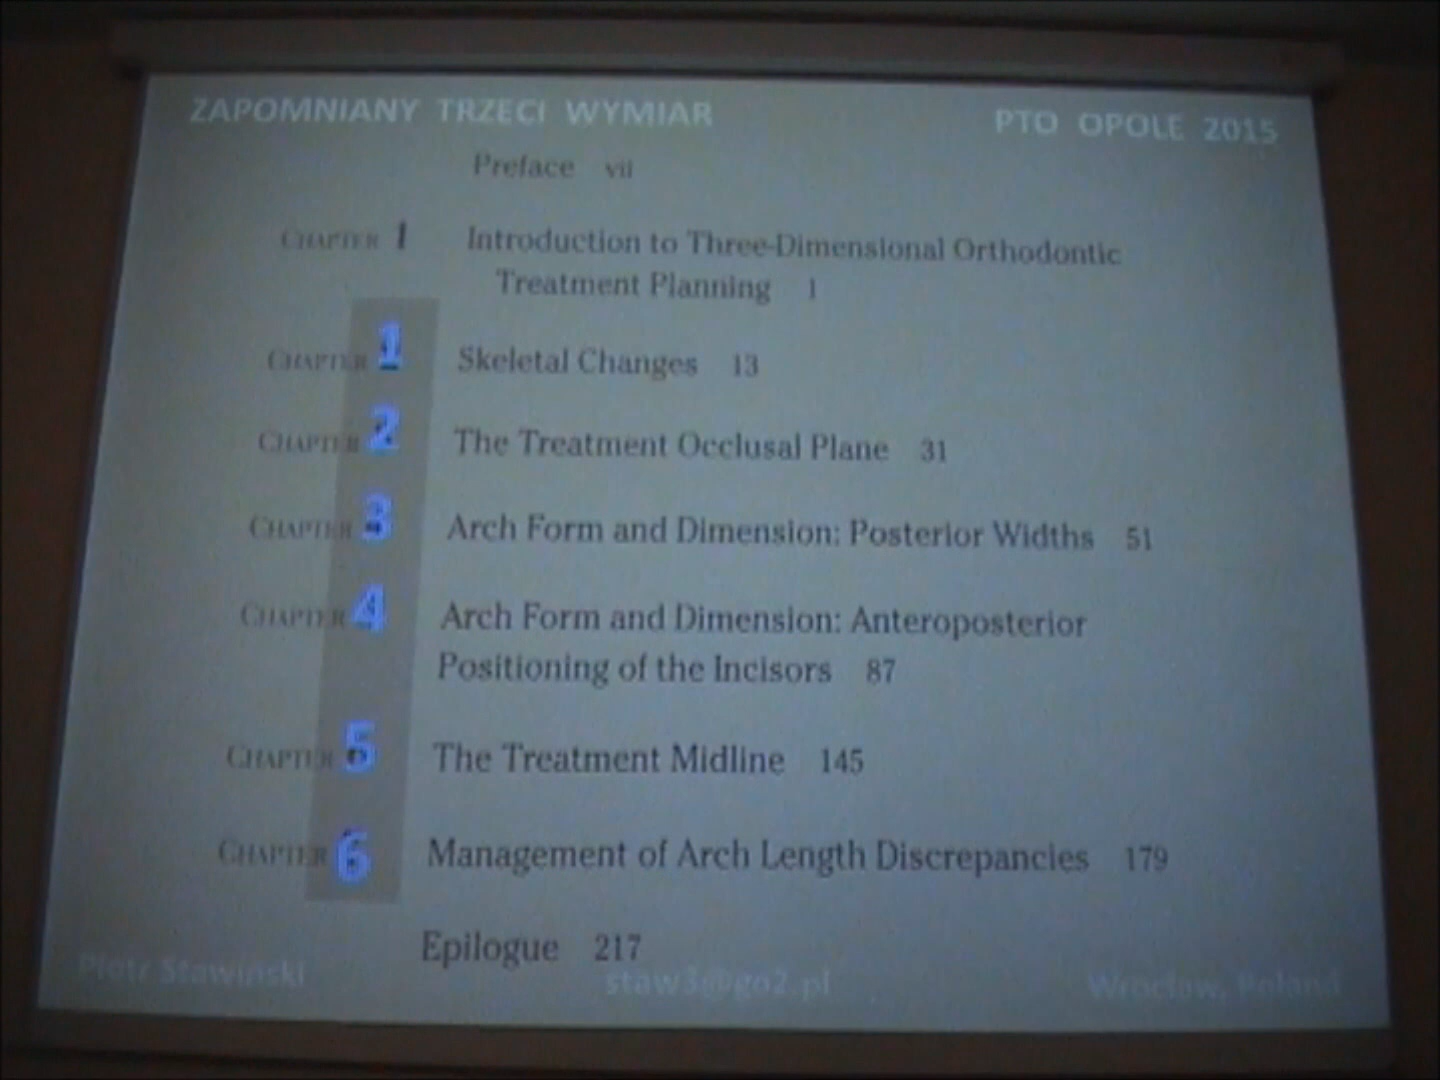 ZAPOMNIANY TRZECI WYMIAR PTO OPOLE 2015
Preface vii
CHAPTER 1 Introduction to Three-Dimensional Orthodontic
Treatment Planning 1
CHAPTER 1 Skeletal Changes 13
CHAPTER 2 The Treatment Occlusal Plane 31
CHAPTER 3 Arch Form and Dimension: Posterior Widths 51
CHAPTER 4 Arch Form and Dimension: Anteroposterior
Positioning of the Incisors 87
CHAPTER 5 The Treatment Midline 145
CHAPTER 6 Management of Arch Length Discrepancies 179
Epilogue 217
Piotr Stawinski staw3@go2.pl Wrocław, Poland